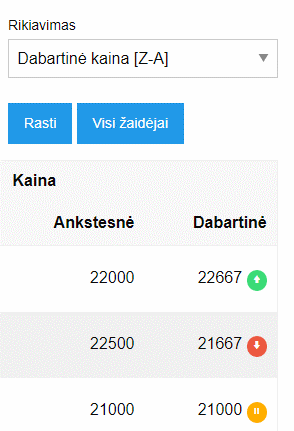 Rikiavimas
Dabartinė kaina [Z-A]
Rasti Visi žaidėjai
Kaina
Ankstesnė Dabartinė
22000 22667
22500 21667
21000 21000